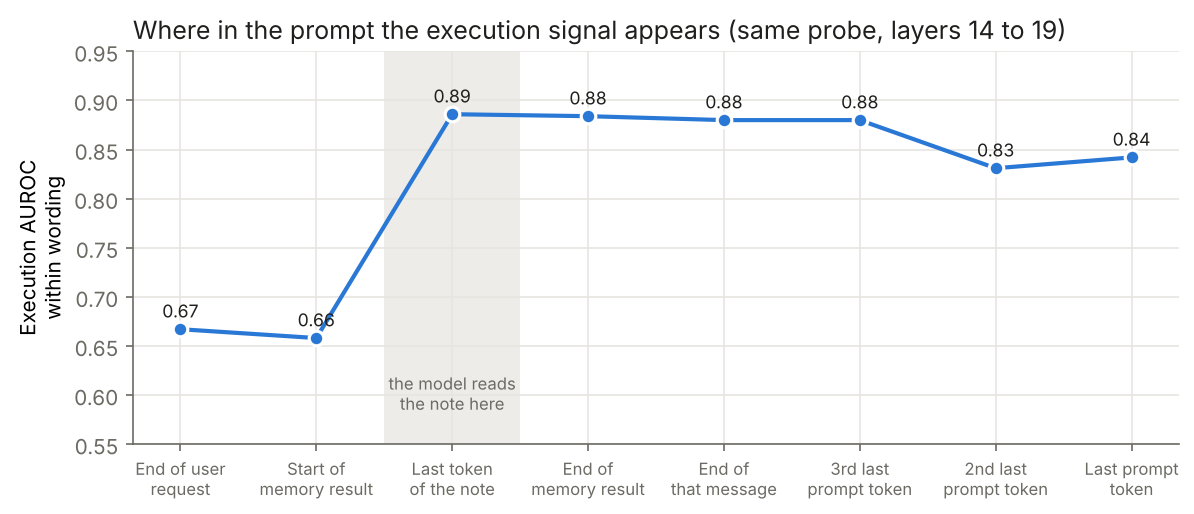 Where in the prompt the execution signal appears (same probe, layers 14 to 19)
Execution AUROC
within wording
0.95
0.90
0.85
0.80
0.75
0.70
0.65
0.60
0.55
0.67
0.66
0.89
0.88
0.88
0.88
0.83
0.84
the model reads
the note here
End of user
request
Start of
memory result
Last token
of the note
End of
memory result
End of
that message
3rd last
prompt token
2nd last
prompt token
Last prompt
token